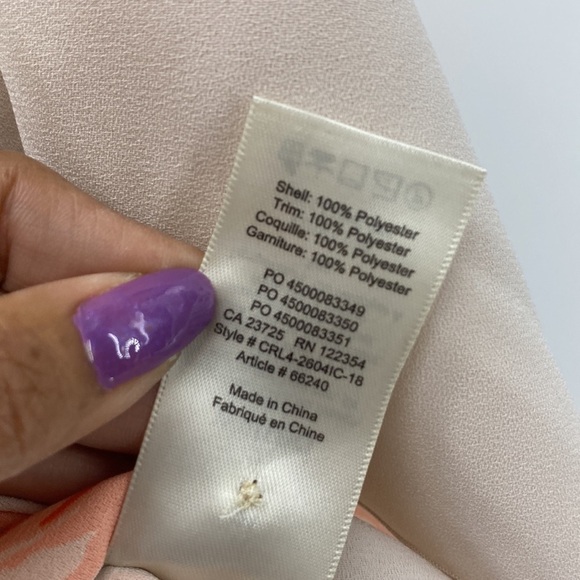 Shell: 100% Polyester
Trim: 100% Polyester
Coquille: 100% Polyester
Garniture: 100% Polyester
PO 4500083349
PO 4500083350
PO 4500083351
CA 23725 RN 122354
Style # CRL4-2604IC-18
Article # 66240
Made in China
Fabriqué en Chine